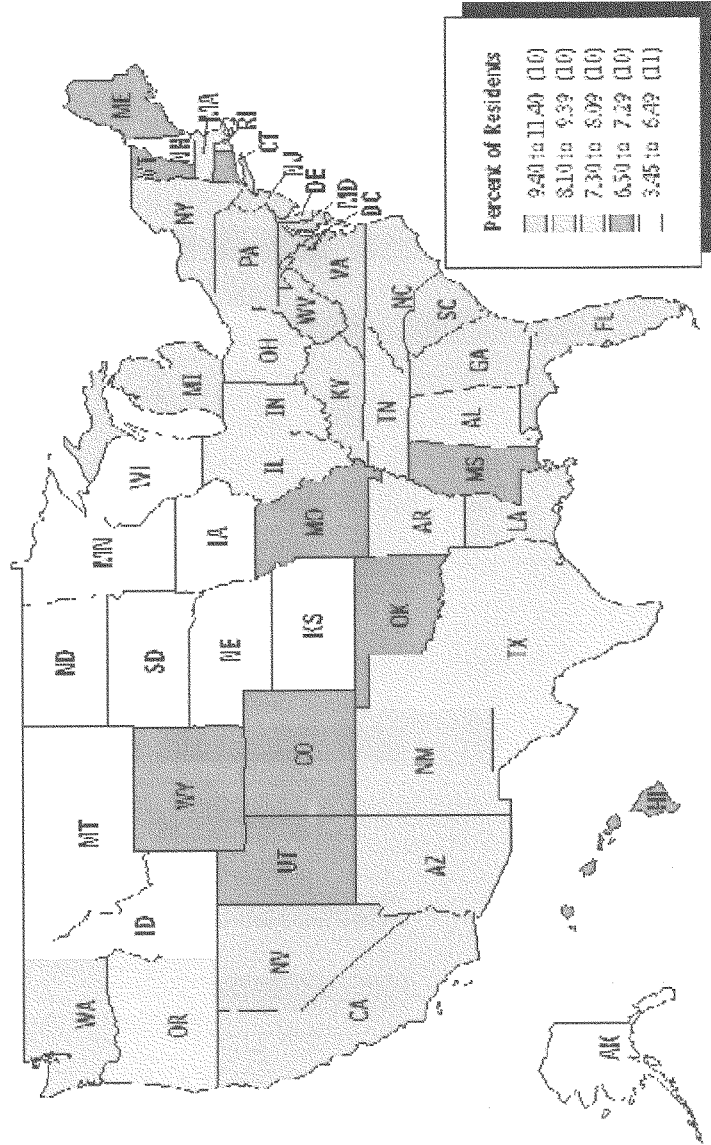 WA
OR
CA
NV
ID
MT
WY
UT
CO
AZ
NM
ND
SD
NE
KS
OK
TX
MN
IA
MO
AR
LA
WI
IL
MI
IN
OH
KY
TN
MS
AL
GA
FL
SC
NC
VA
WV
PA
NY
ME
VT
NH
MA
RI
CT
NJ
DE
MD
DC
AK
HI
Percent of Residents
9.40 to 11.40 (10)
8.10 to 9.39 (10)
7.30 to 8.09 (10)
6.50 to 7.29 (10)
3.45 to 6.49 (11)